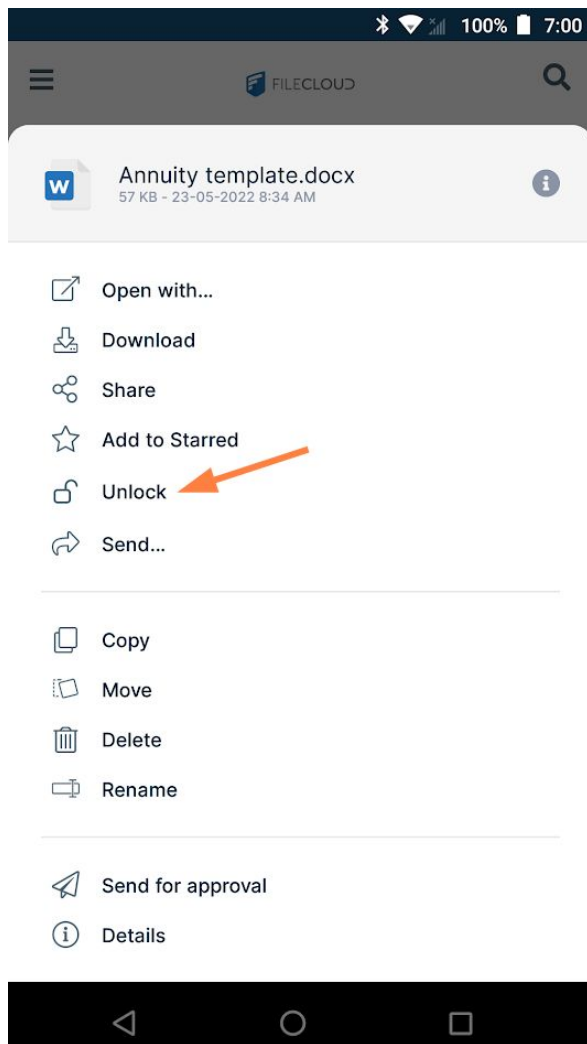 100% 7:00
FILECLOUD
Annuity template.docx
57 KB - 23-05-2022 8:34 AM
Open with...
Download
Share
Add to Starred
Unlock
Send...
Copy
Move
Delete
Rename
Send for approval
Details